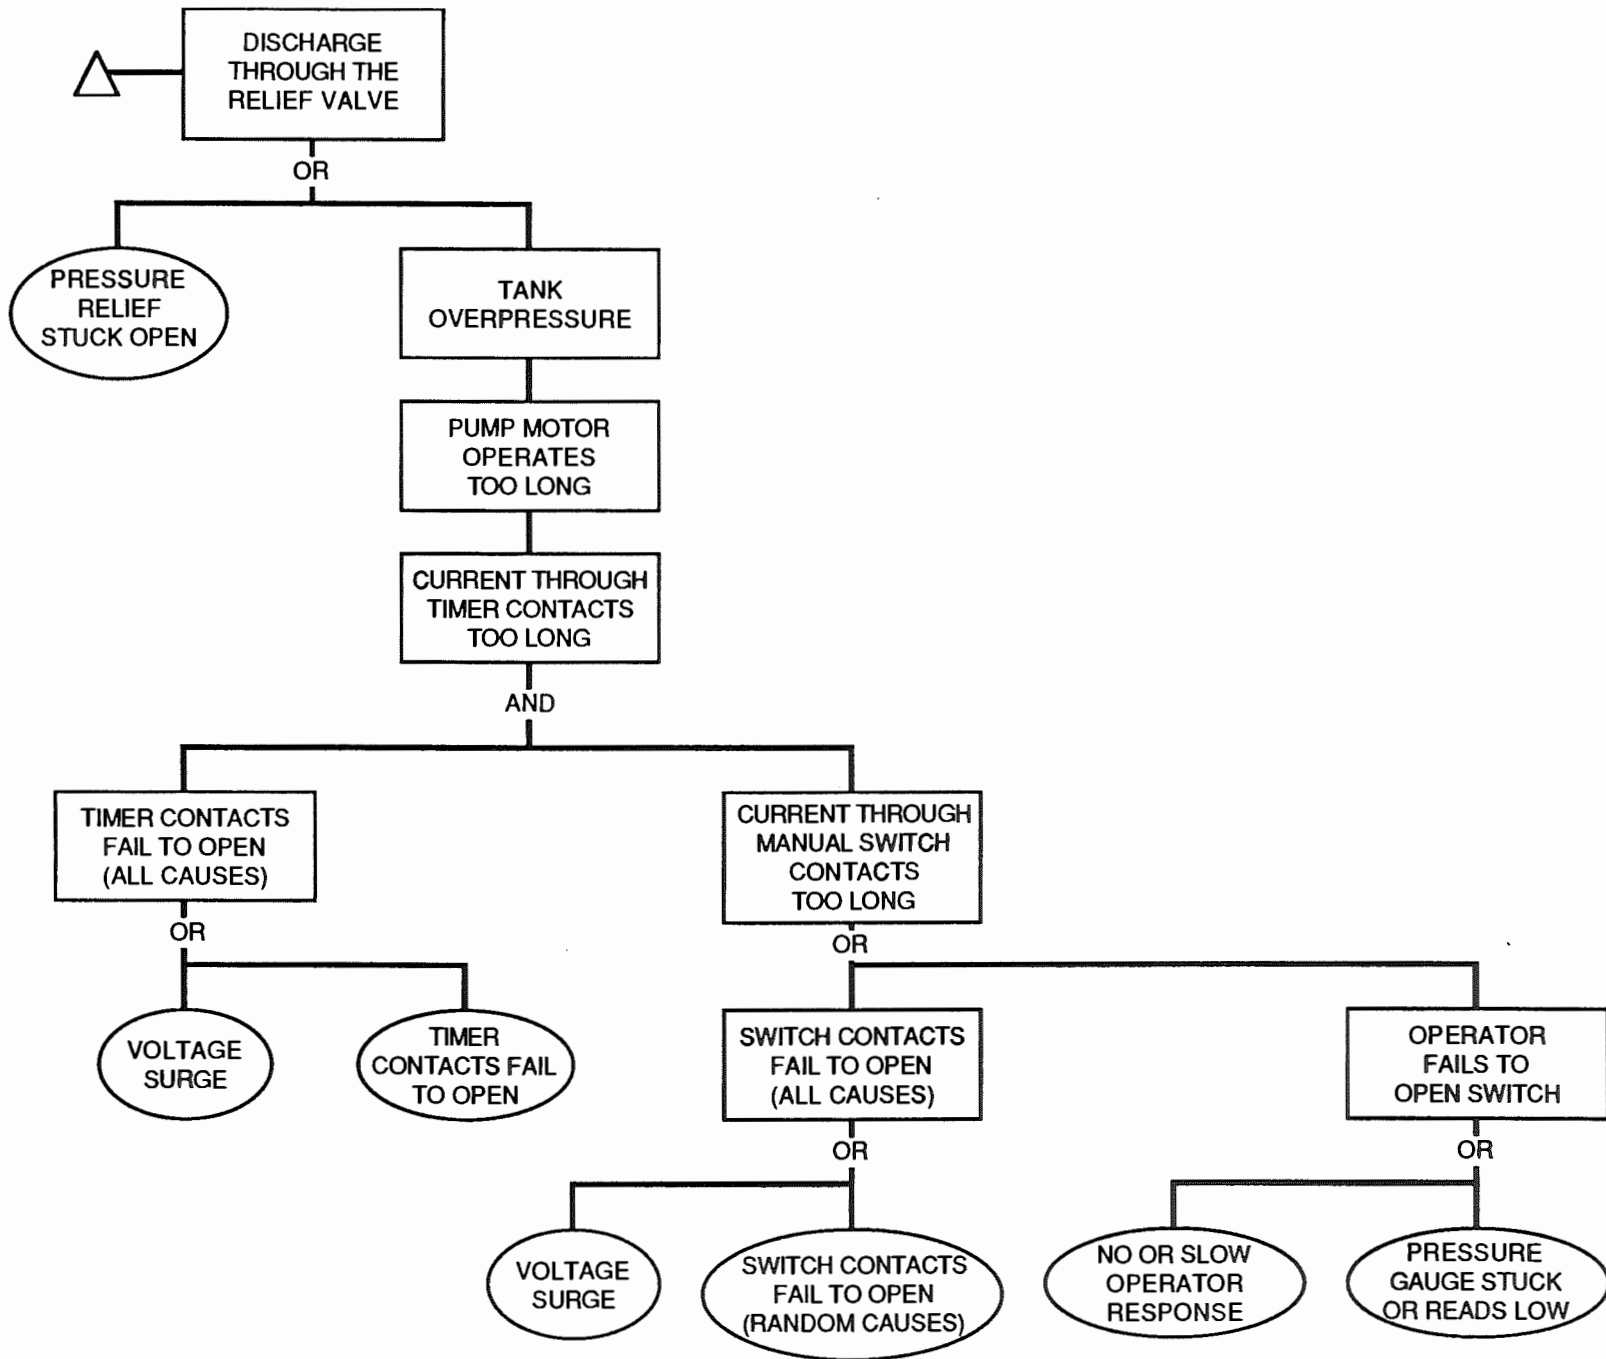 DISCHARGE
THROUGH THE
RELIEF VALVE
OR
PRESSURE
RELIEF
STUCK OPEN
TANK
OVERPRESSURE
PUMP MOTOR
OPERATES
TOO LONG
CURRENT THROUGH
TIMER CONTACTS
TOO LONG
AND
TIMER CONTACTS
FAIL TO OPEN
(ALL CAUSES)
OR
CURRENT THROUGH
MANUAL SWITCH
CONTACTS
TOO LONG
OR
VOLTAGE
SURGE
TIMER
CONTACTS FAIL
TO OPEN
SWITCH CONTACTS
FAIL TO OPEN
(ALL CAUSES)
OR
OPERATOR
FAILS TO
OPEN SWITCH
OR
VOLTAGE
SURGE
SWITCH CONTACTS
FAIL TO OPEN
(RANDOM CAUSES)
NO OR SLOW
OPERATOR
RESPONSE
PRESSURE
GAUGE STUCK
OR READS LOW